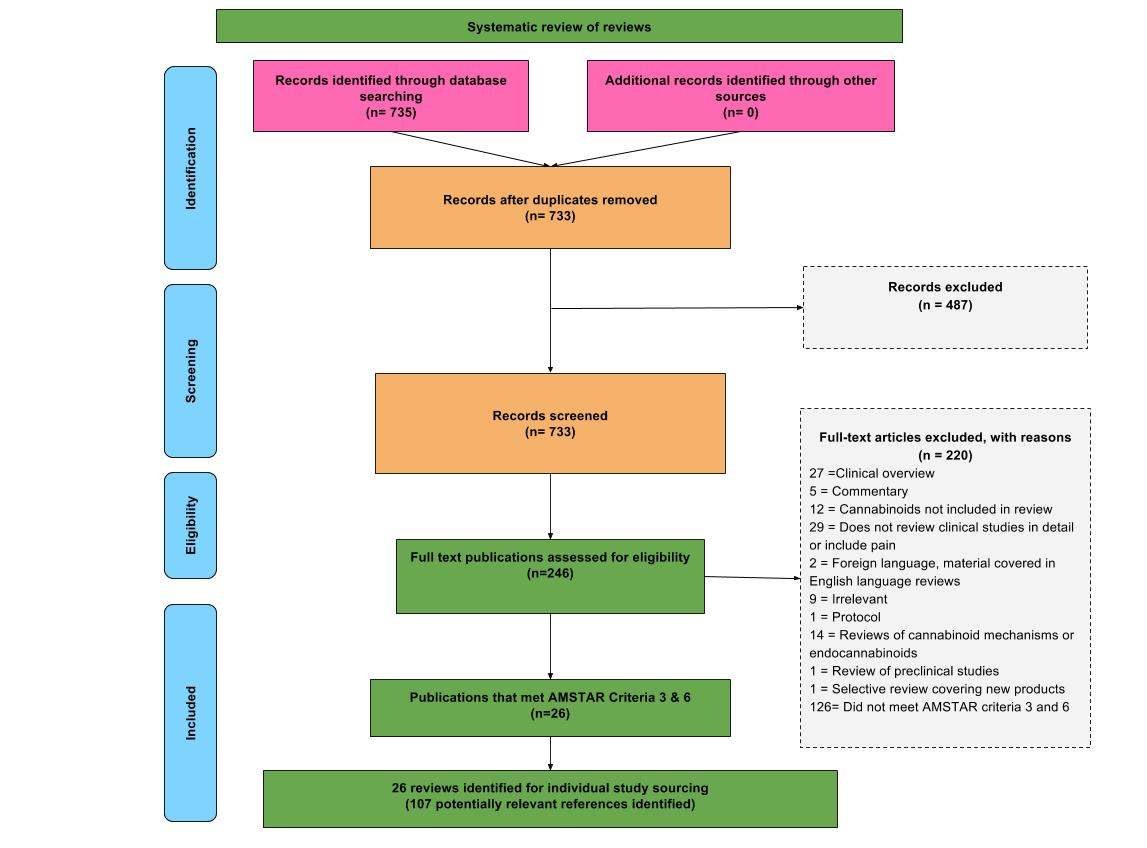 Systematic review of reviews
Identification
Records identified through database
searching
(n= 735)
Additional records identified through other
sources
(n= 0)
Records after duplicates removed
(n= 733)
Screening
Records excluded
(n = 487)
Records screened
(n= 733)
Eligibility
Full text publications assessed for eligibility
(n=246)
Full-text articles excluded, with reasons
(n = 220)
27 =Clinical overview
5 = Commentary
12 = Cannabinoids not included in review
29 = Does not review clinical studies in detail
or include pain
2 = Foreign language, material covered in
English language reviews
9 = Irrelevant
1 = Protocol
14 = Reviews of cannabinoid mechanisms or
endocannabinoids
1 = Review of preclinical studies
1 = Selective review covering new products
126= Did not meet AMSTAR criteria 3 and 6
Included
Publications that met AMSTAR Criteria 3 & 6
(n=26)
26 reviews identified for individual study sourcing
(107 potentially relevant references identified)